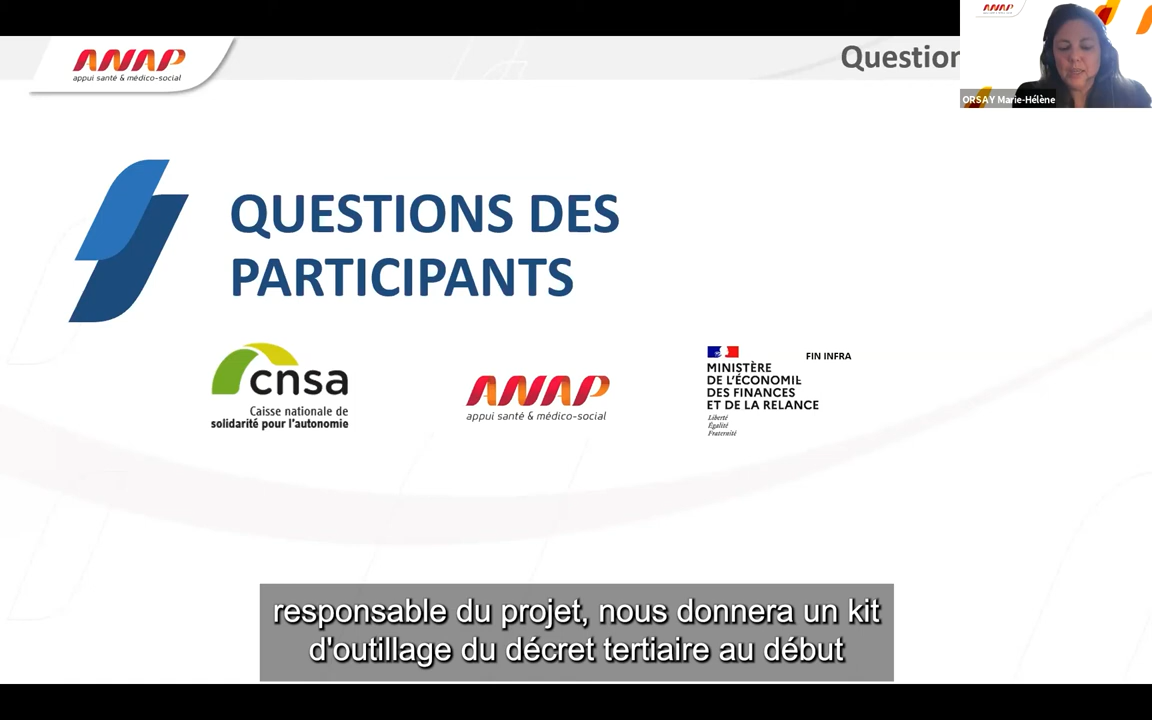 ANAP
appui santé & médico-social
Question
ANAP
ORSAY Marie-Hélène
QUESTIONS DES
PARTICIPANTS
cnsa
Caisse nationale de
solidarité pour l'autonomie
ANAP
appui santé & médico-social
FIN INFRA
MINISTÈRE
DE L'ÉCONOMIE
DES FINANCES
ET DE LA RELANCE
Liberté
Égalité
Fraternité
responsable du projet, nous donnera un kit
d'outillage du décret tertiaire au début